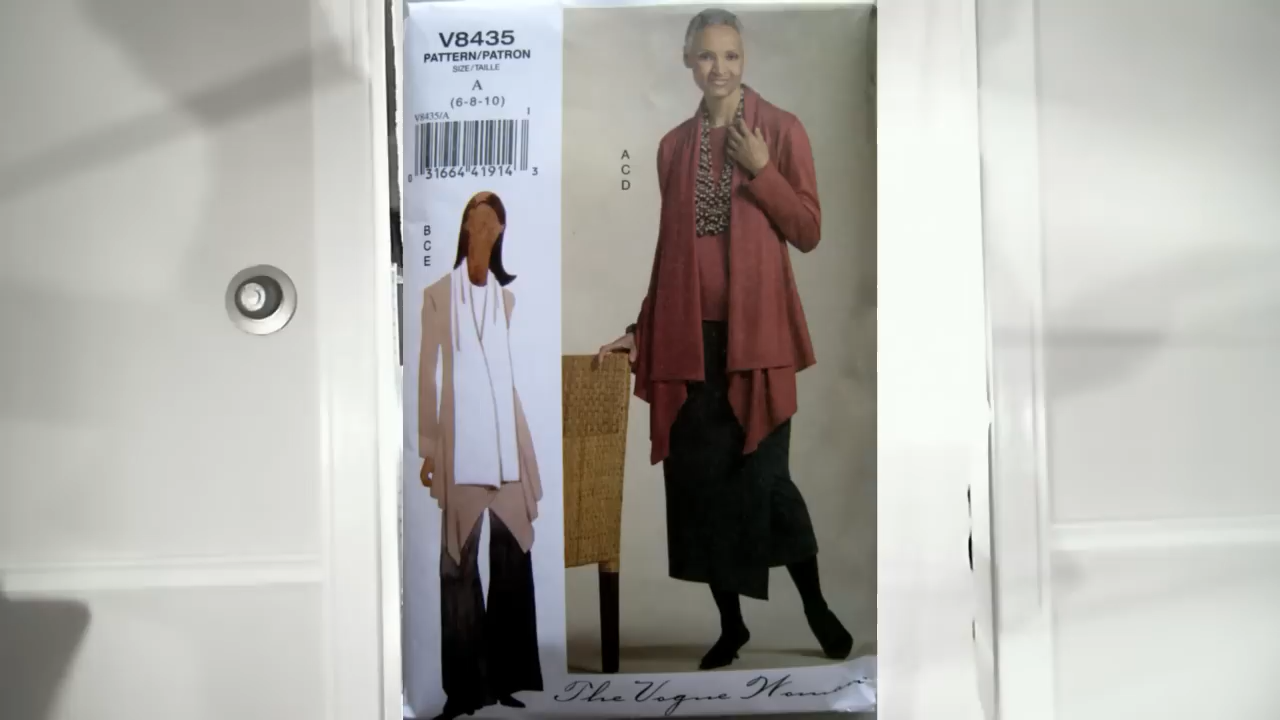 V8435
PATTERN/PATRON
SIZE/TAILLE
A
(6-8-10)
V8435/A
1
0 31664 41914 3
B
C
E
A
C
D
The Vogue Woman